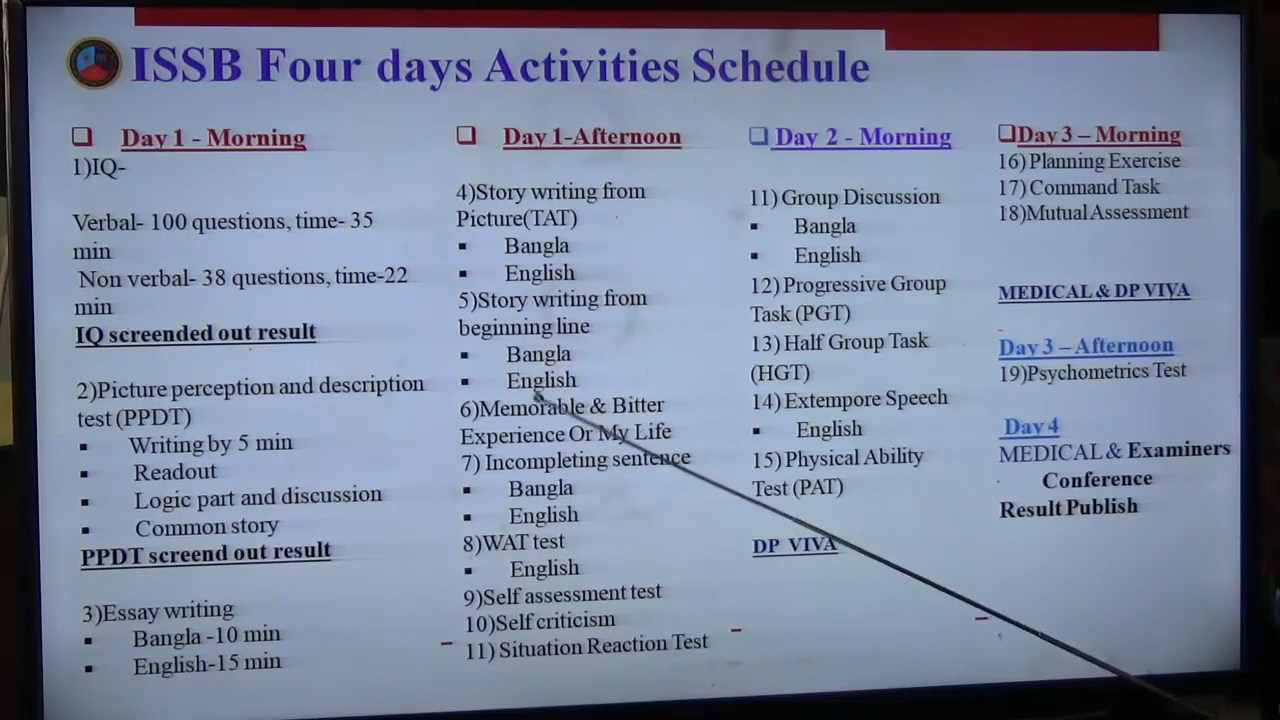 ISSB Four days Activities Schedule
Day 1 - Morning
1)IQ-
Verbal- 100 questions, time- 35
min
Non verbal- 38 questions, time-22
min
IQ screended out result
2)Picture perception and description
test (PPDT)
Writing by 5 min
Readout
Logic part and discussion
Common story
PPDT screend out result
3)Essay writing
Bangla -10 min
English-15 min
Day 1-Afternoon
4)Story writing from
Picture(TAT)
Bangla
English
5)Story writing from
beginning line
Bangla
English
6)Memorable & Bitter
Experience Or My Life
7) Incompleting sentence
Bangla
English
8)WAT test
English
9)Self assessment test
10)Self criticism
11) Situation Reaction Test
Day 2 - Morning
11) Group Discussion
Bangla
English
12) Progressive Group
Task (PGT)
13) Half Group Task
(HGT)
14) Extempore Speech
English
15) Physical Ability
Test (PAT)
DP VIVA
Day 3 – Morning
16) Planning Exercise
17) Command Task
18)Mutual Assessment
MEDICAL & DP VIVA
Day 3 – Afternoon
19)Psychometrics Test
Day 4
MEDICAL & Examiners
Conference
Result Publish